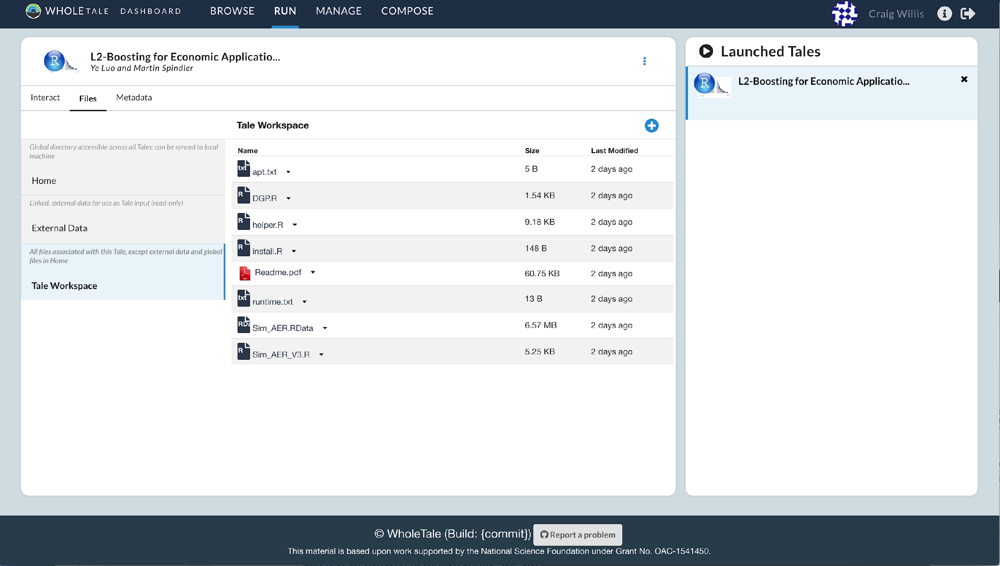 WHOLETALE DASHBOARD BROWSE RUN MANAGE COMPOSE Craig Willis
L2-Boosting for Economic Applicatio...
Ye Luo and Martin Spindler
Launched Tales
L2-Boosting for Economic Applicatio...
Interact Files Metadata
Tale Workspace
Global directory accessible across all Tales; can be synced to local
machine
Home
Linked, external data for use as Tale input (read-only)
External Data
All files associated with this Tale, except external data and global
files in Home
Tale Workspace
Name Size Last Modified
txt apt.txt 5 B 2 days ago
R DGP.R 1.54 KB 2 days ago
R helper.R 9.18 KB 2 days ago
R install.R 148 B 2 days ago
PDF Readme.pdf 60.75 KB 2 days ago
txt runtime.txt 13 B 2 days ago
RDa Sim_AER.RData 6.57 MB 2 days ago
R Sim_AER_V3.R 5.25 KB 2 days ago
© WholeTale (Build: {commit}) Report a problem
This material is based upon work supported by the National Science Foundation under Grant No. OAC-1541450.